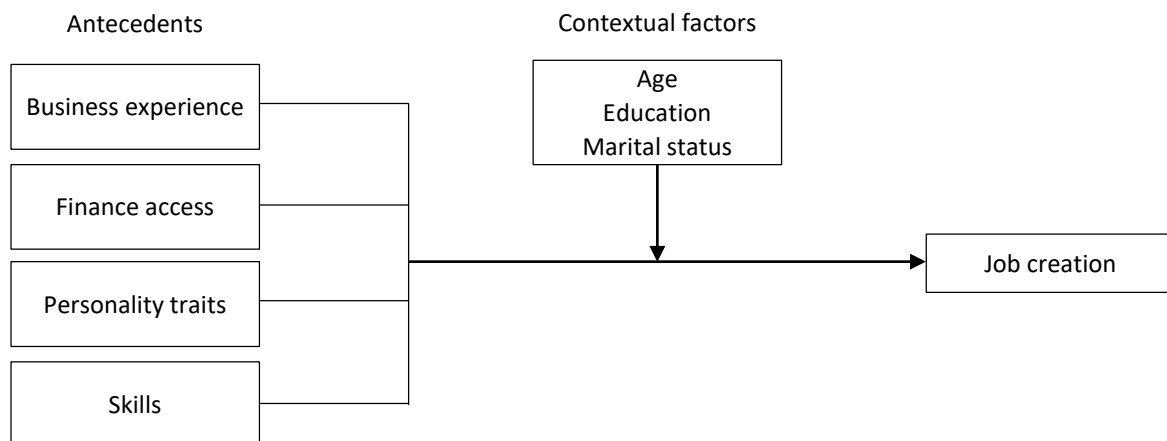 Antecedents
Contextual factors
Business experience
Age
Education
Marital status
Finance access
Personality traits
Job creation
Skills